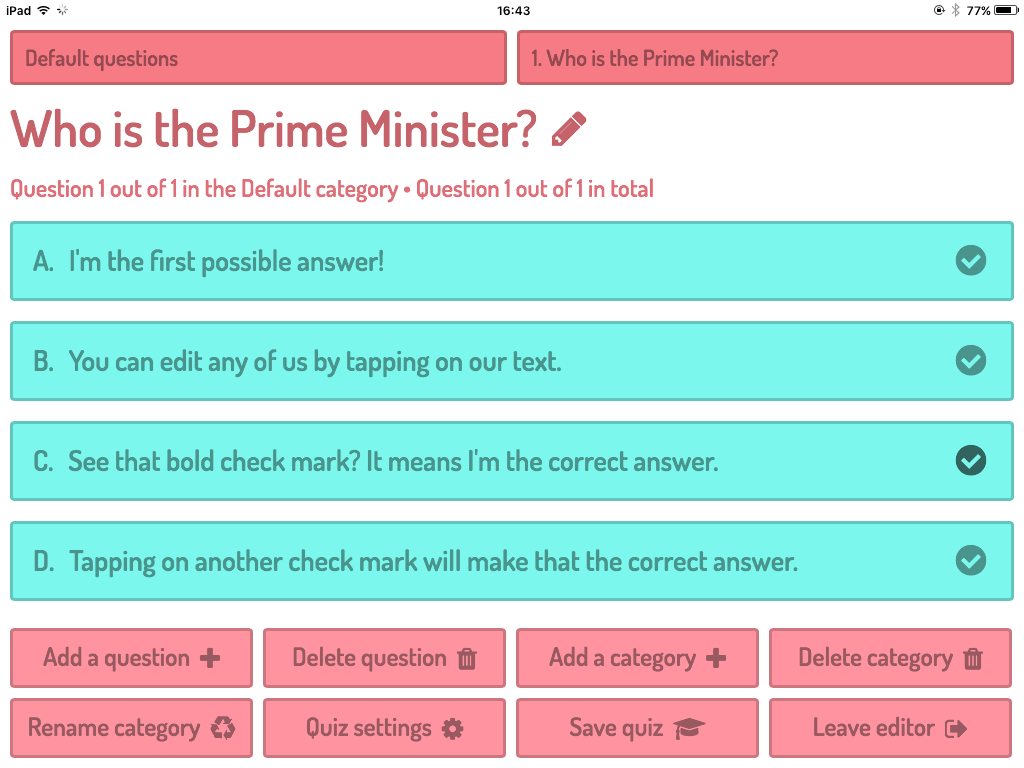 iPad 16:43 77%
Default questions 1. Who is the Prime Minister?
Who is the Prime Minister?
Question 1 out of 1 in the Default category • Question 1 out of 1 in total
A. I'm the first possible answer!
B. You can edit any of us by tapping on our text.
C. See that bold check mark? It means I'm the correct answer.
D. Tapping on another check mark will make that the correct answer.
Add a question Delete question Add a category Delete category
Rename category Quiz settings Save quiz Leave editor